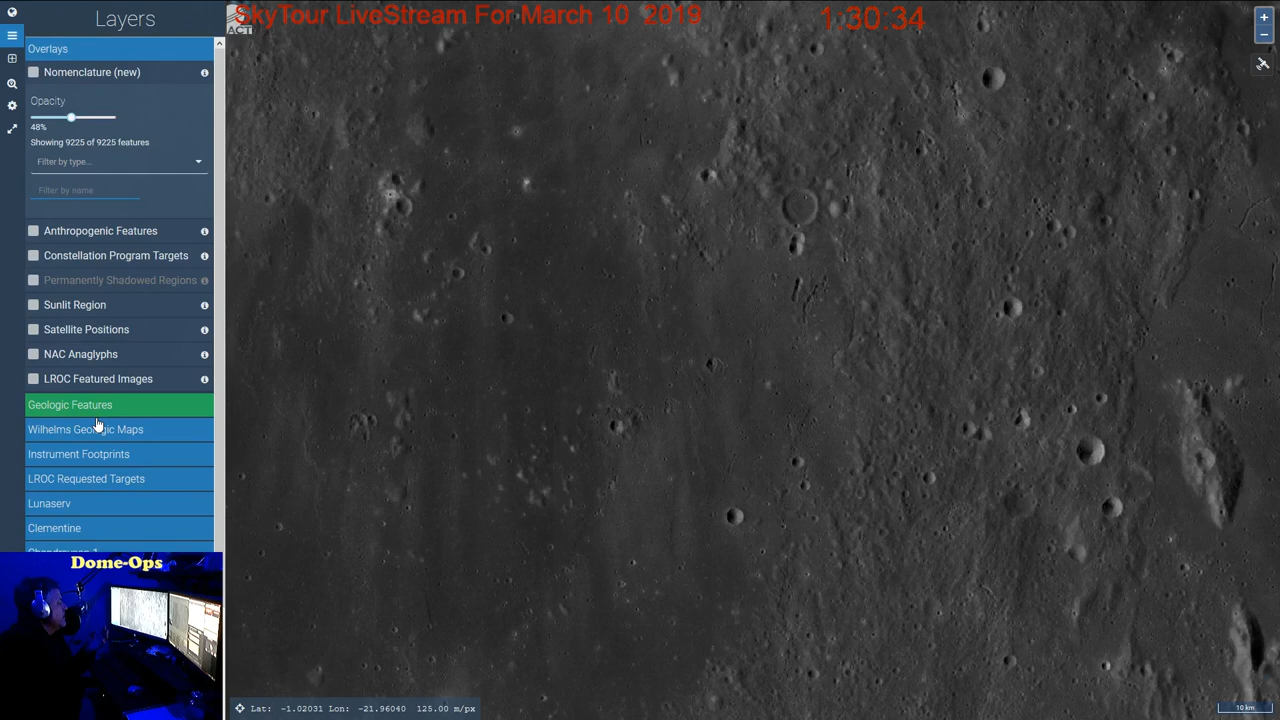 Layers
SkyTour LiveStream For March 10 2019
1:30:34
ACT
Overlays
Nomenclature (new)
Opacity
48%
Showing 9225 of 9225 features
Filter by type...
Filter by name
Anthropogenic Features
Constellation Program Targets
Permanently Shadowed Regions
Sunlit Region
Satellite Positions
NAC Anaglyphs
LROC Featured Images
Geologic Features
Wilhelms Geologic Maps
Instrument Footprints
LROC Requested Targets
Lunaserv
Clementine
Dome-Ops
Lat: -1.02031 Lon: -21.96040 125.00 m/px
10 km